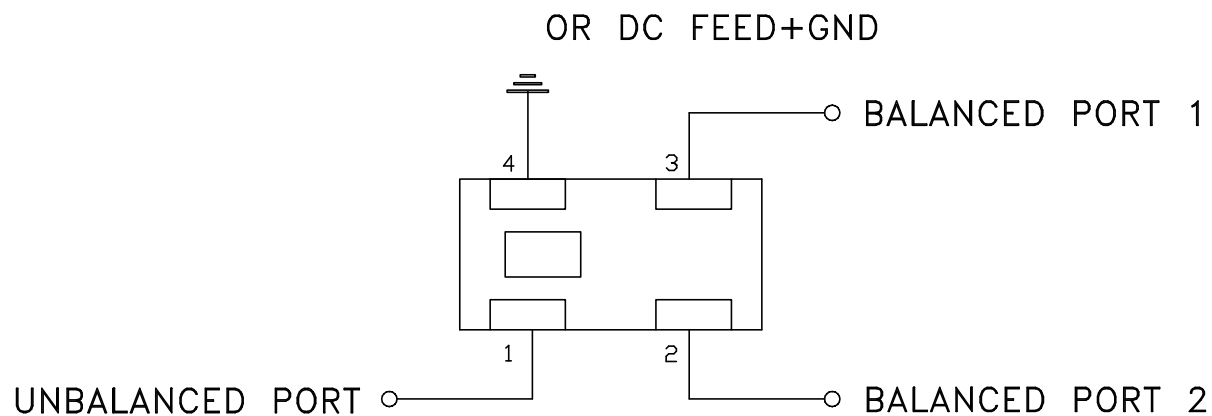 OR DC FEED+GND
BALANCED PORT 1
4
3
1
2
UNBALANCED PORT
BALANCED PORT 2